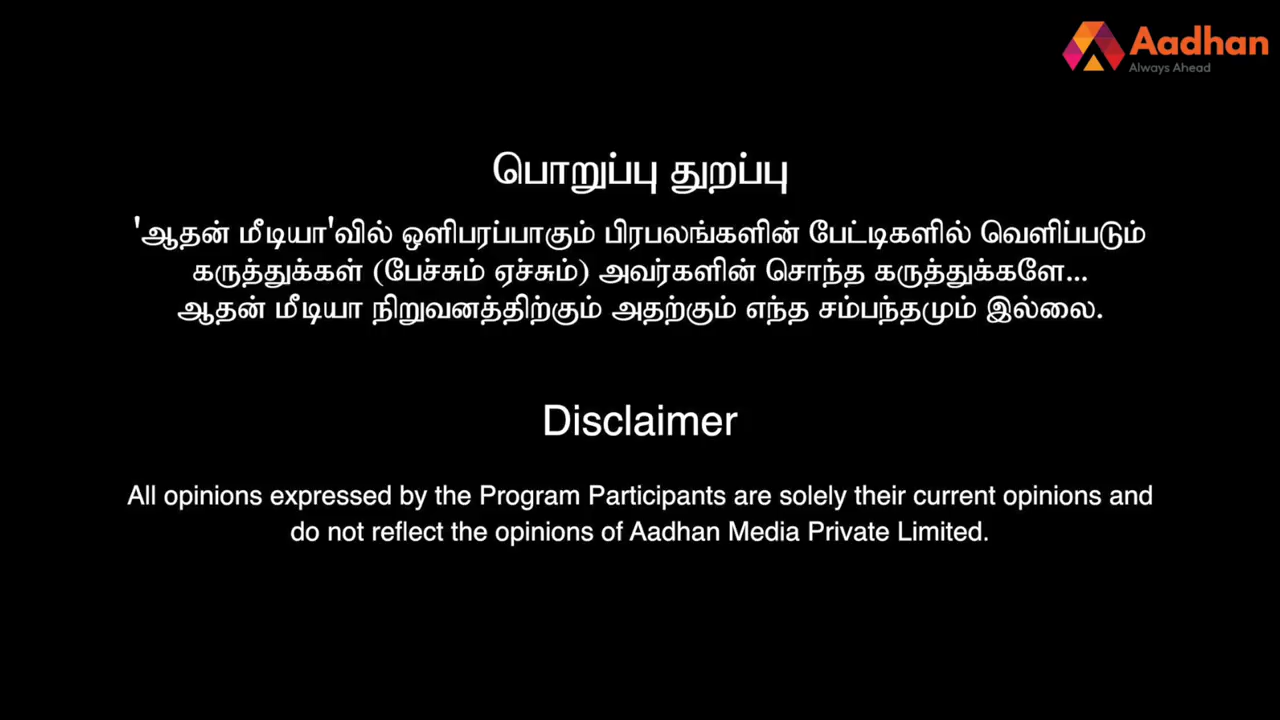 Aadhan
Always Ahead
பொறுப்பு துறப்பு
'ஆதன் மீடியா'வில் ஒளிபரப்பாகும் பிரபலங்களின் பேட்டிகளில் வெளிப்படும்
கருத்துக்கள் (பேச்சும் ஏச்சும்) அவர்களின் சொந்த கருத்துக்களே...
ஆதன் மீடியா நிறுவனத்திற்கும் அதற்கும் எந்த சம்பந்தமும் இல்லை.
Disclaimer
All opinions expressed by the Program Participants are solely their current opinions and
do not reflect the opinions of Aadhan Media Private Limited.